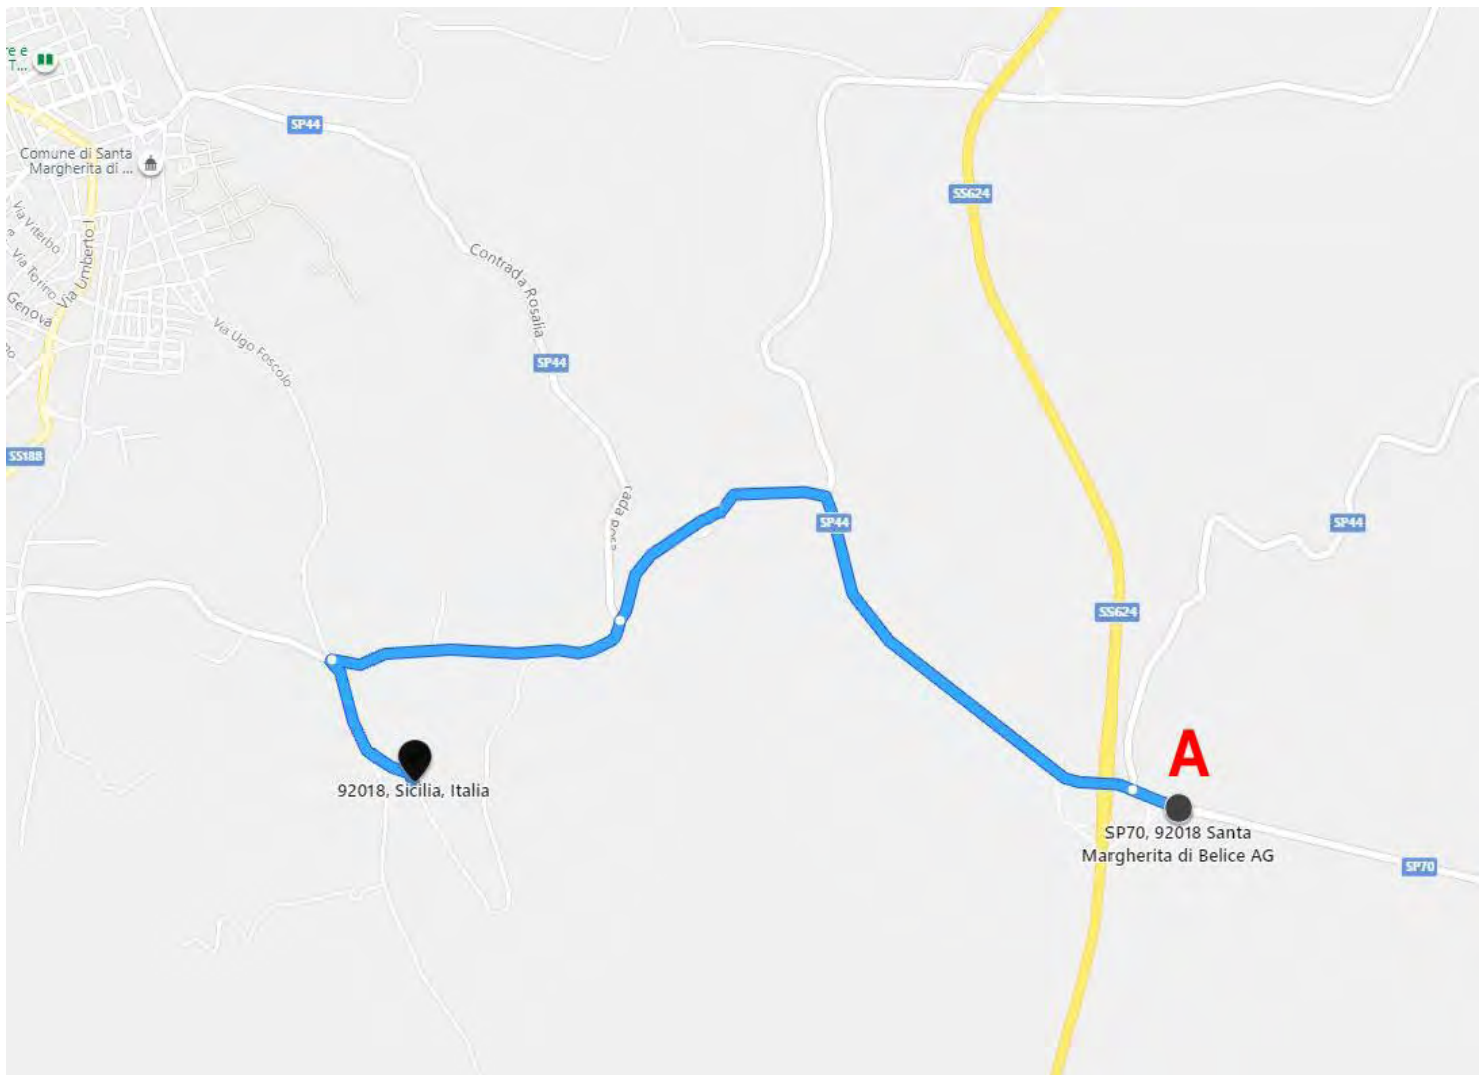 re e
T...
SP44
Comune di Santa
Margherita di ...
SS624
Via Viterbo
Via Umberto I
Via Torino
Genova
Contrada Rosalia
Via Ugo Foscolo
SP44
SS188
SP44
SP44
SS624
A
92018, Sicilia, Italia
SP70, 92018 Santa
Margherita di Belice AG
SP70